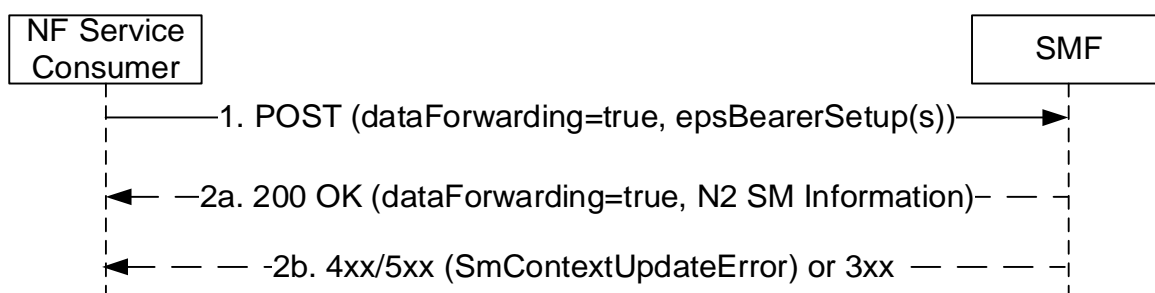 NF Service
Consumer
SMF
1. POST (dataForwarding=true, epsBearerSetup(s))
2a. 200 OK (dataForwarding=true, N2 SM Information)
2b. 4xx/5xx (SmContextUpdateError) or 3xx